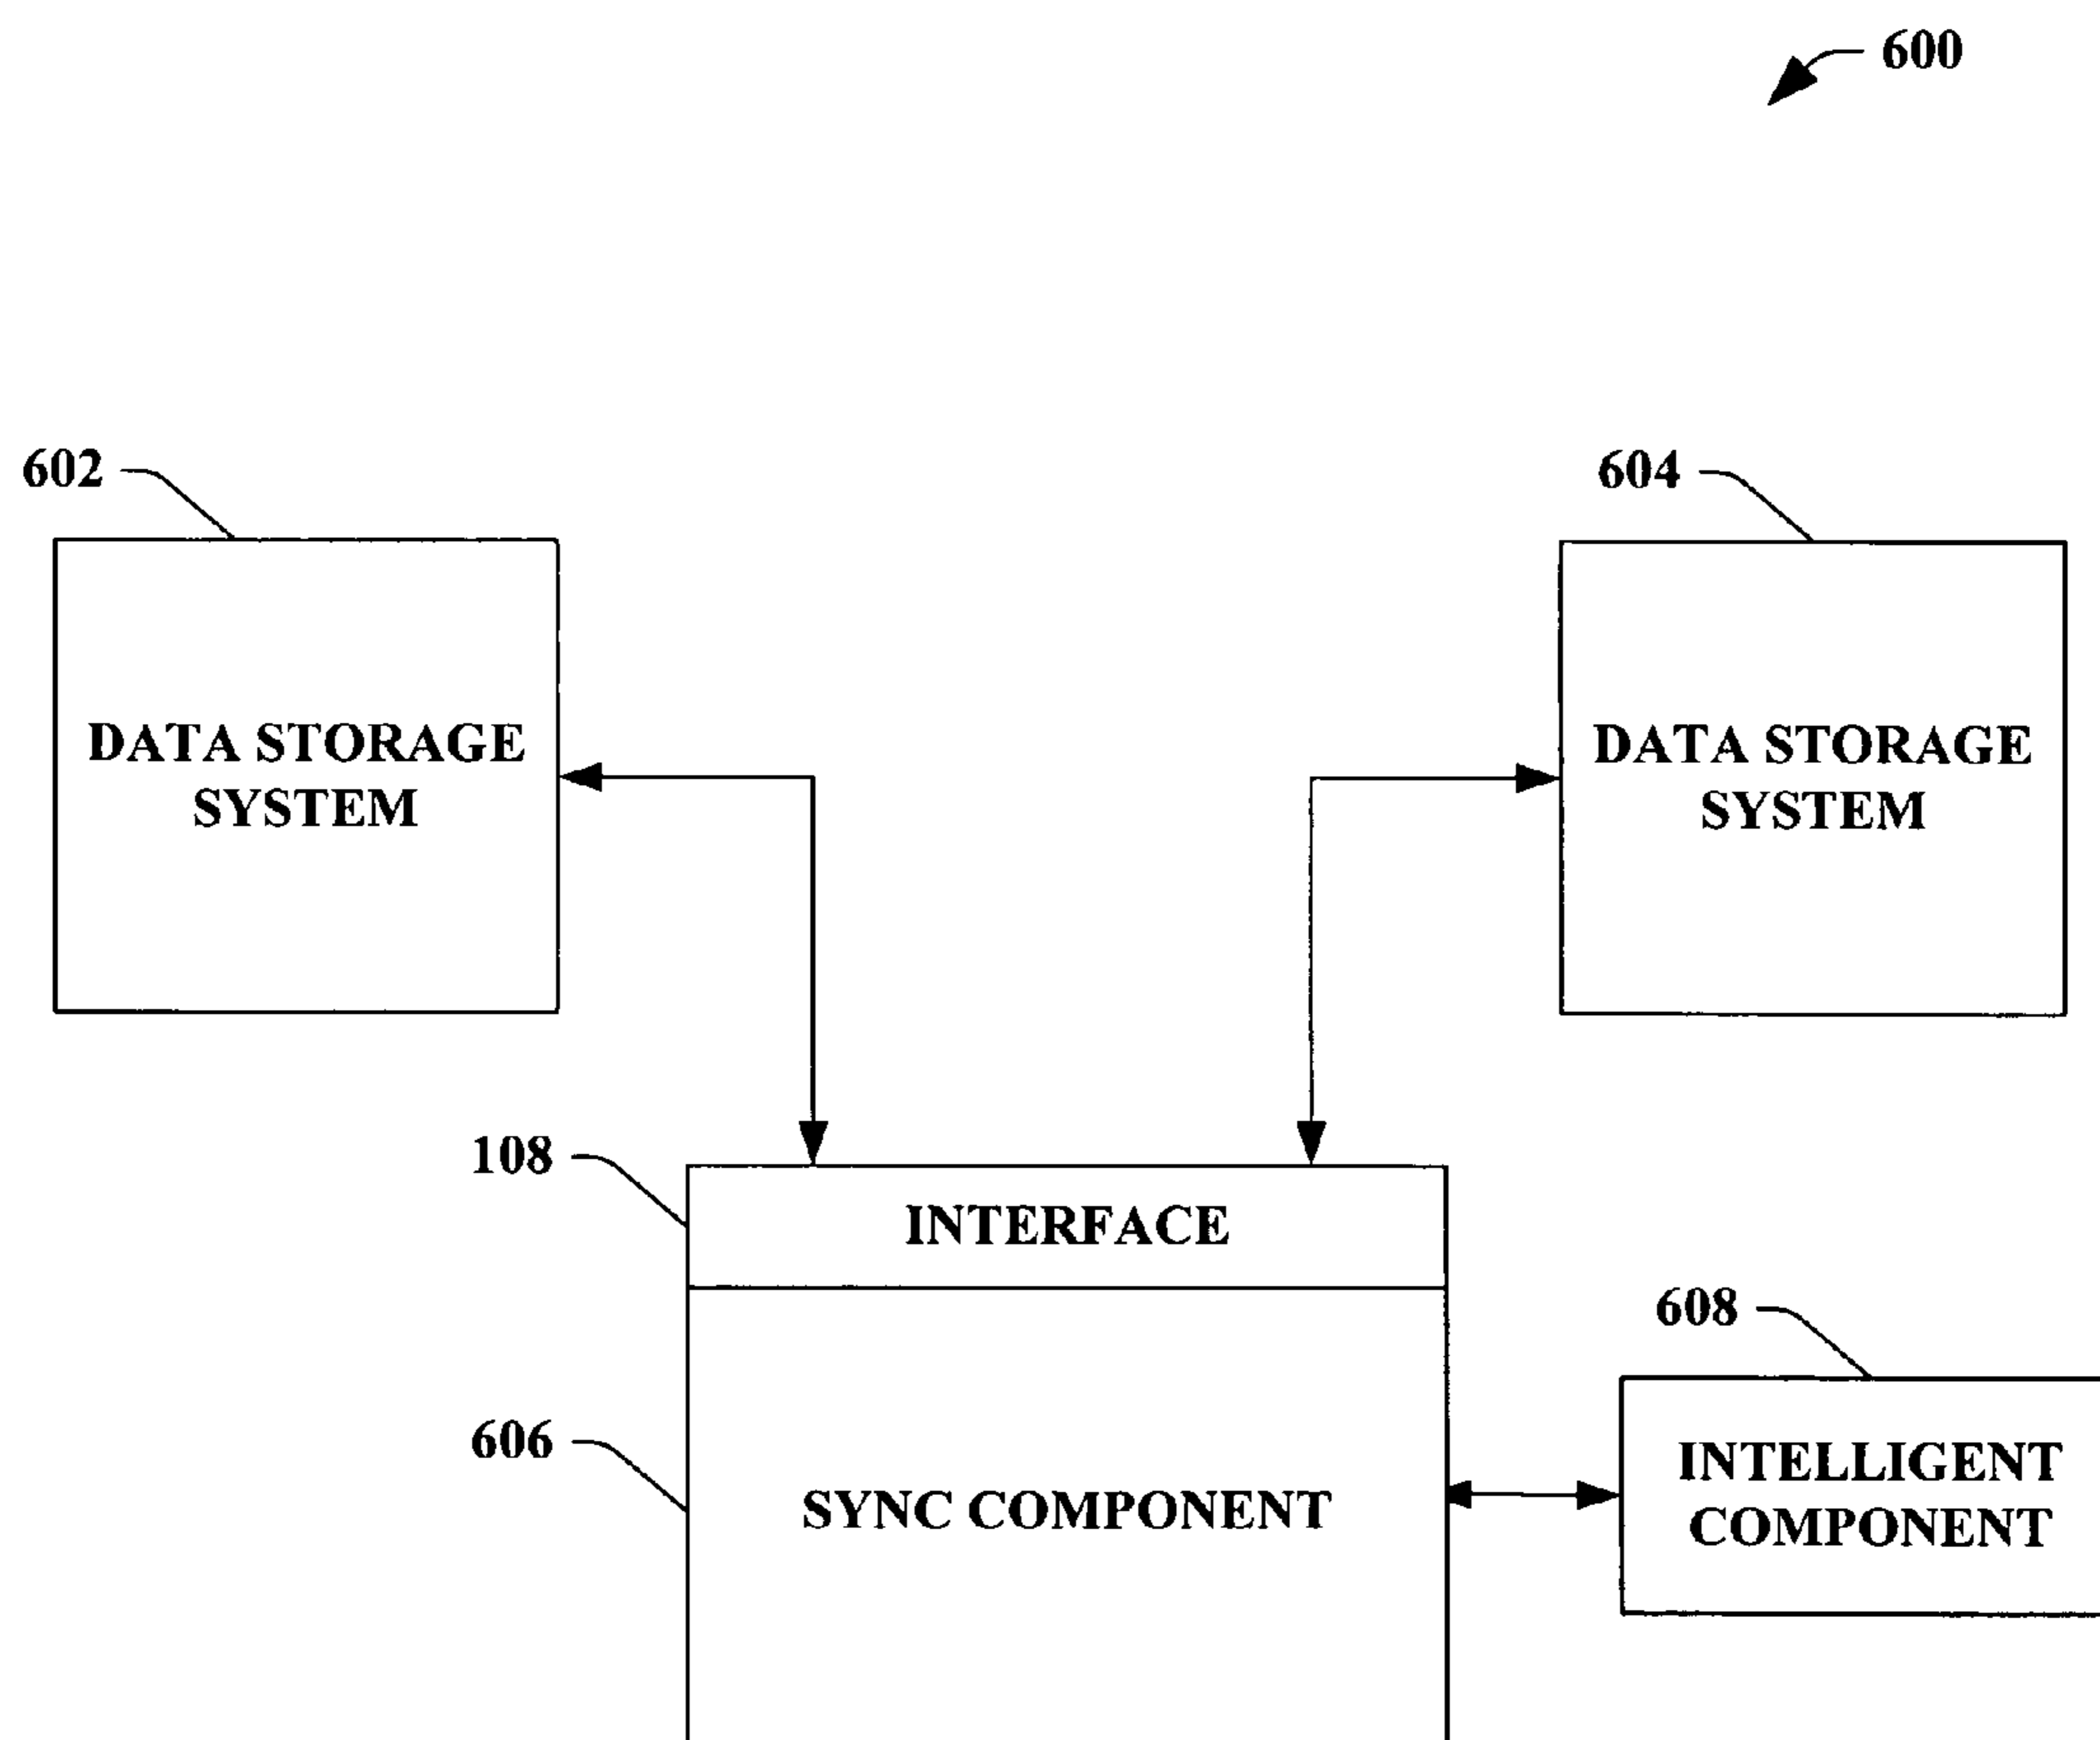 600
602
604
DATA STORAGE
SYSTEM
DATA STORAGE
SYSTEM
108
INTERFACE
608
606
SYNC COMPONENT
INTELLIGENT
COMPONENT